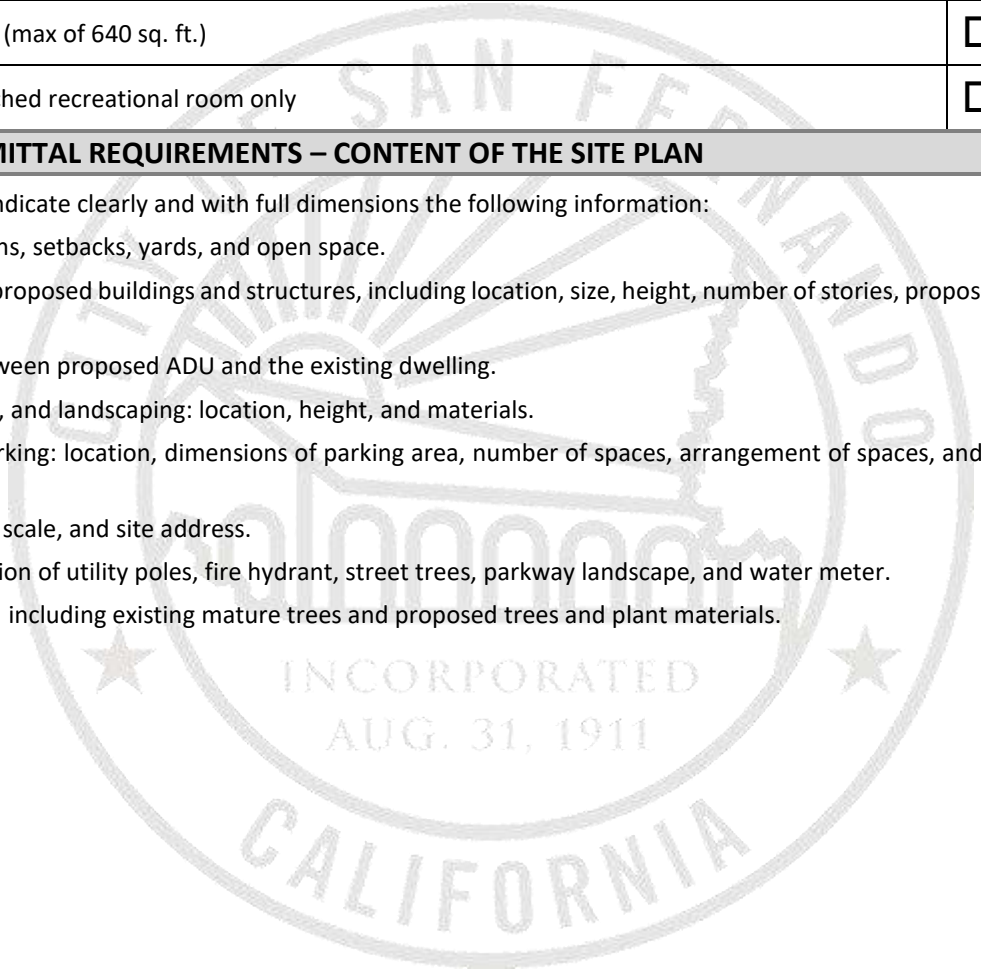 (max of 640 sq. ft.)
ched recreational room only
MITTAL REQUIREMENTS – CONTENT OF THE SITE PLAN
ndicate clearly and with full dimensions the following information:
ns, setbacks, yards, and open space.
proposed buildings and structures, including location, size, height, number of stories, propos
ween proposed ADU and the existing dwelling.
, and landscaping: location, height, and materials.
rking: location, dimensions of parking area, number of spaces, arrangement of spaces, and
scale, and site address.
ion of utility poles, fire hydrant, street trees, parkway landscape, and water meter.
including existing mature trees and proposed trees and plant materials.
CITY OF SAN FERNANDO
INCORPORATED
AUG. 31, 1911
CALIFORNIA